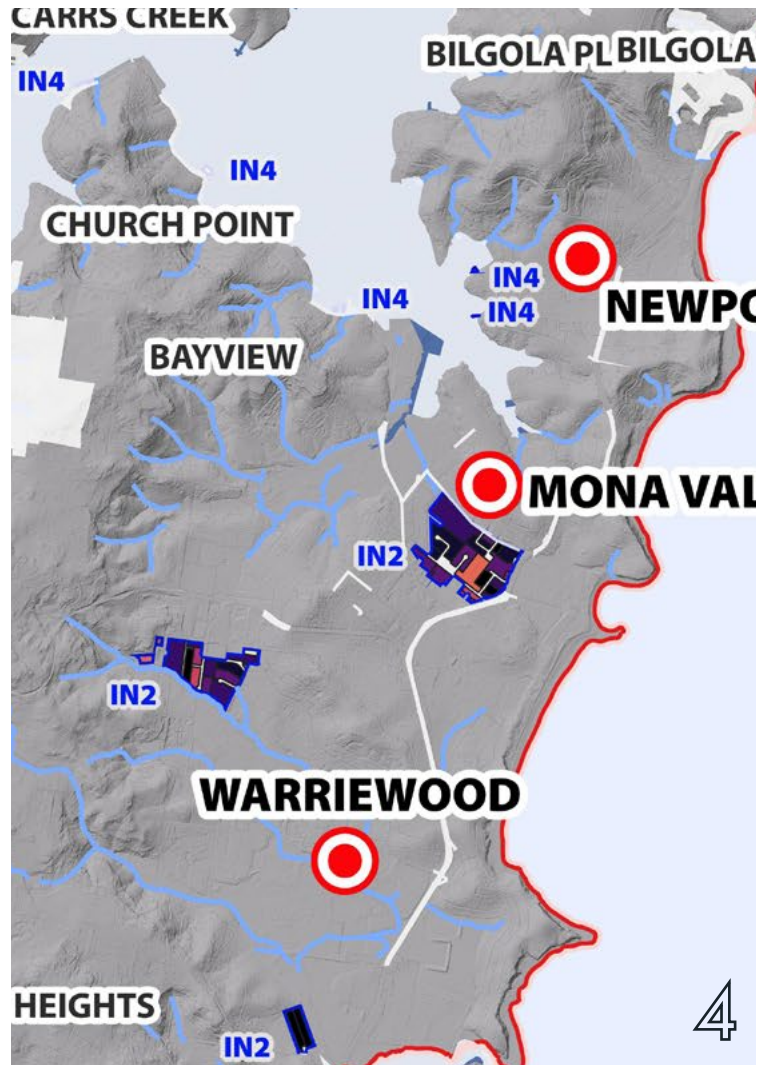 CARRS CREEK
BILGOLA PL BILGOLA
IN4
IN4
CHURCH POINT
IN4
IN4
IN4
NEWPO
BAYVIEW
MONA VAL
IN2
IN2
WARRIEWOOD
HEIGHTS
IN2
4